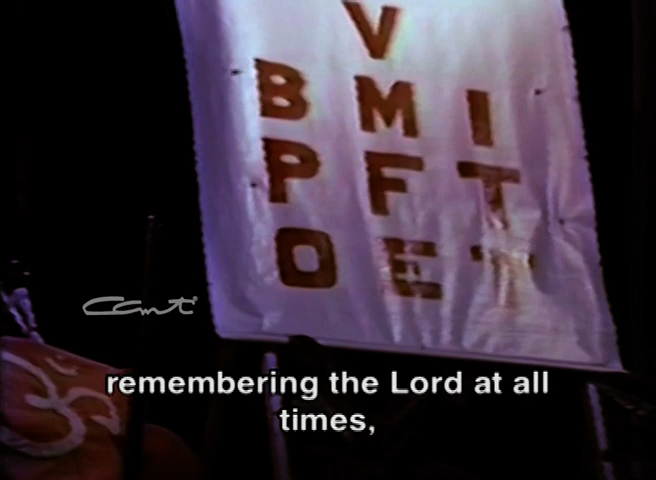 V
B M I
P F T
O E T
ॐ
remembering the Lord at all
times,